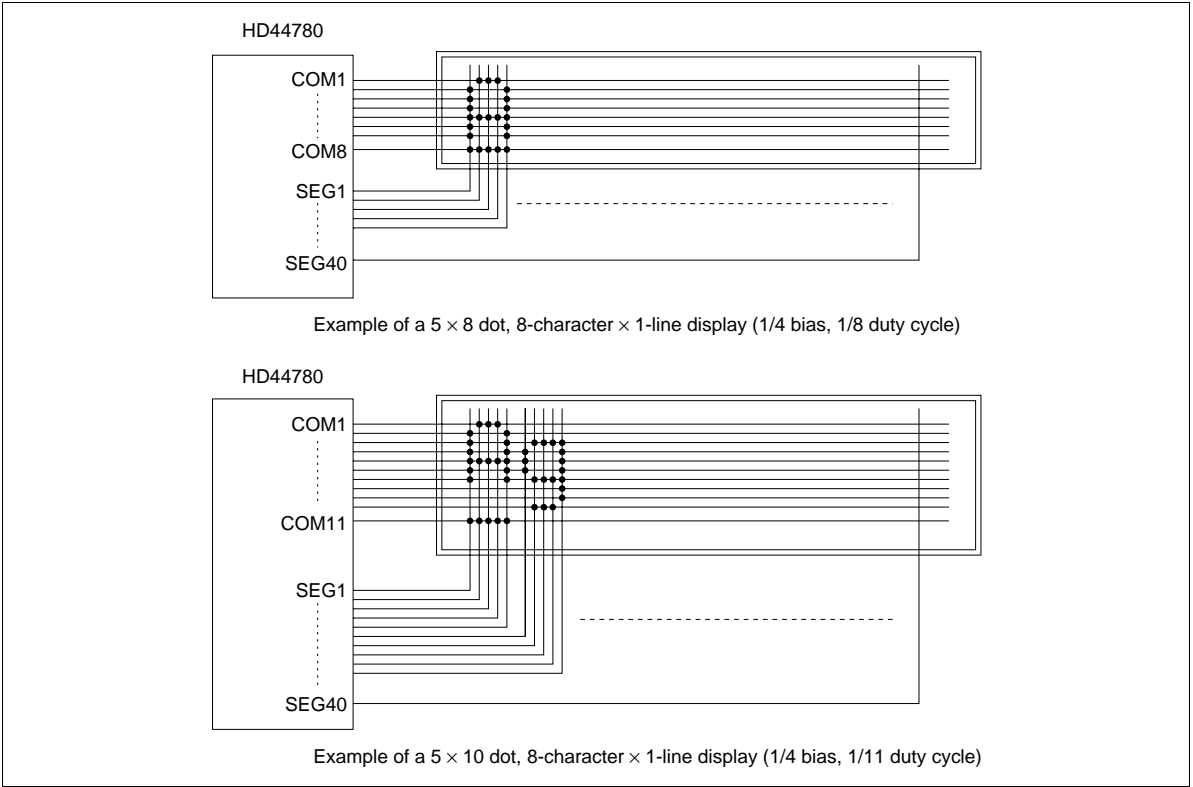 HD44780
COM1
COM8
SEG1
SEG40
Example of a 5 × 8 dot, 8-character × 1-line display (1/4 bias, 1/8 duty cycle)
HD44780
COM1
COM11
SEG1
SEG40
Example of a 5 × 10 dot, 8-character × 1-line display (1/4 bias, 1/11 duty cycle)